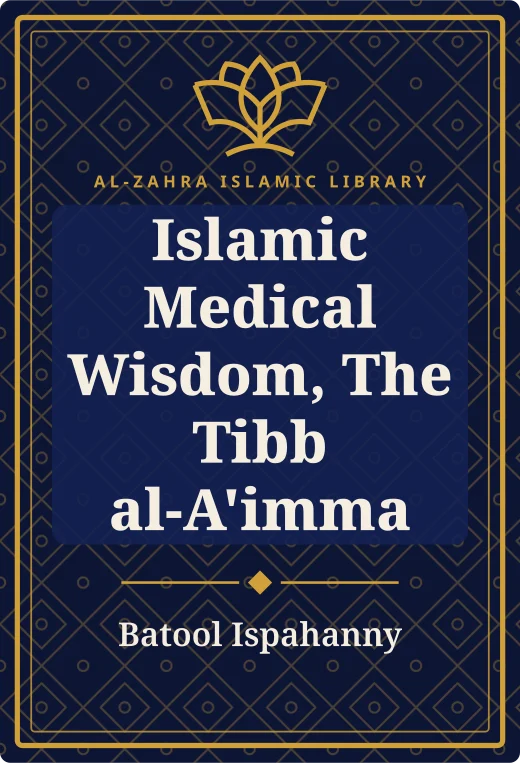 AL-ZAHRA ISLAMIC LIBRARY
Islamic
Medical
Wisdom, The
Tibb
al-A'imma
Batool Ispahanny